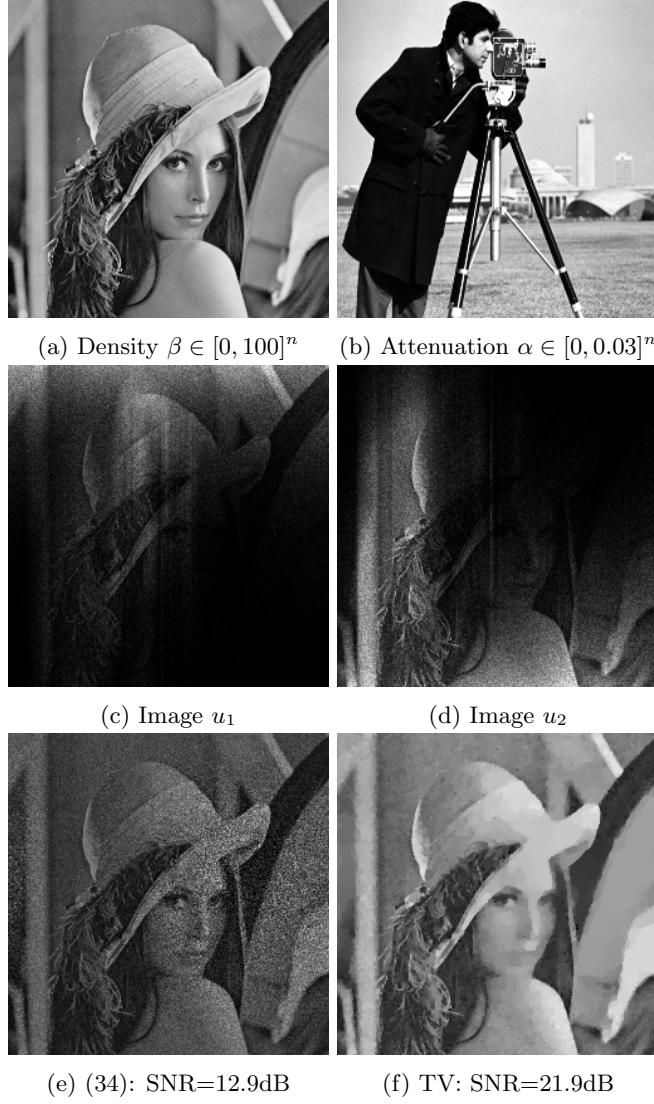 (a) Density β ∈ [0, 100]ⁿ
(b) Attenuation α ∈ [0, 0.03]ⁿ
(c) Image u₁
(d) Image u₂
(e) (34): SNR=12.9dB
(f) TV: SNR=21.9dB